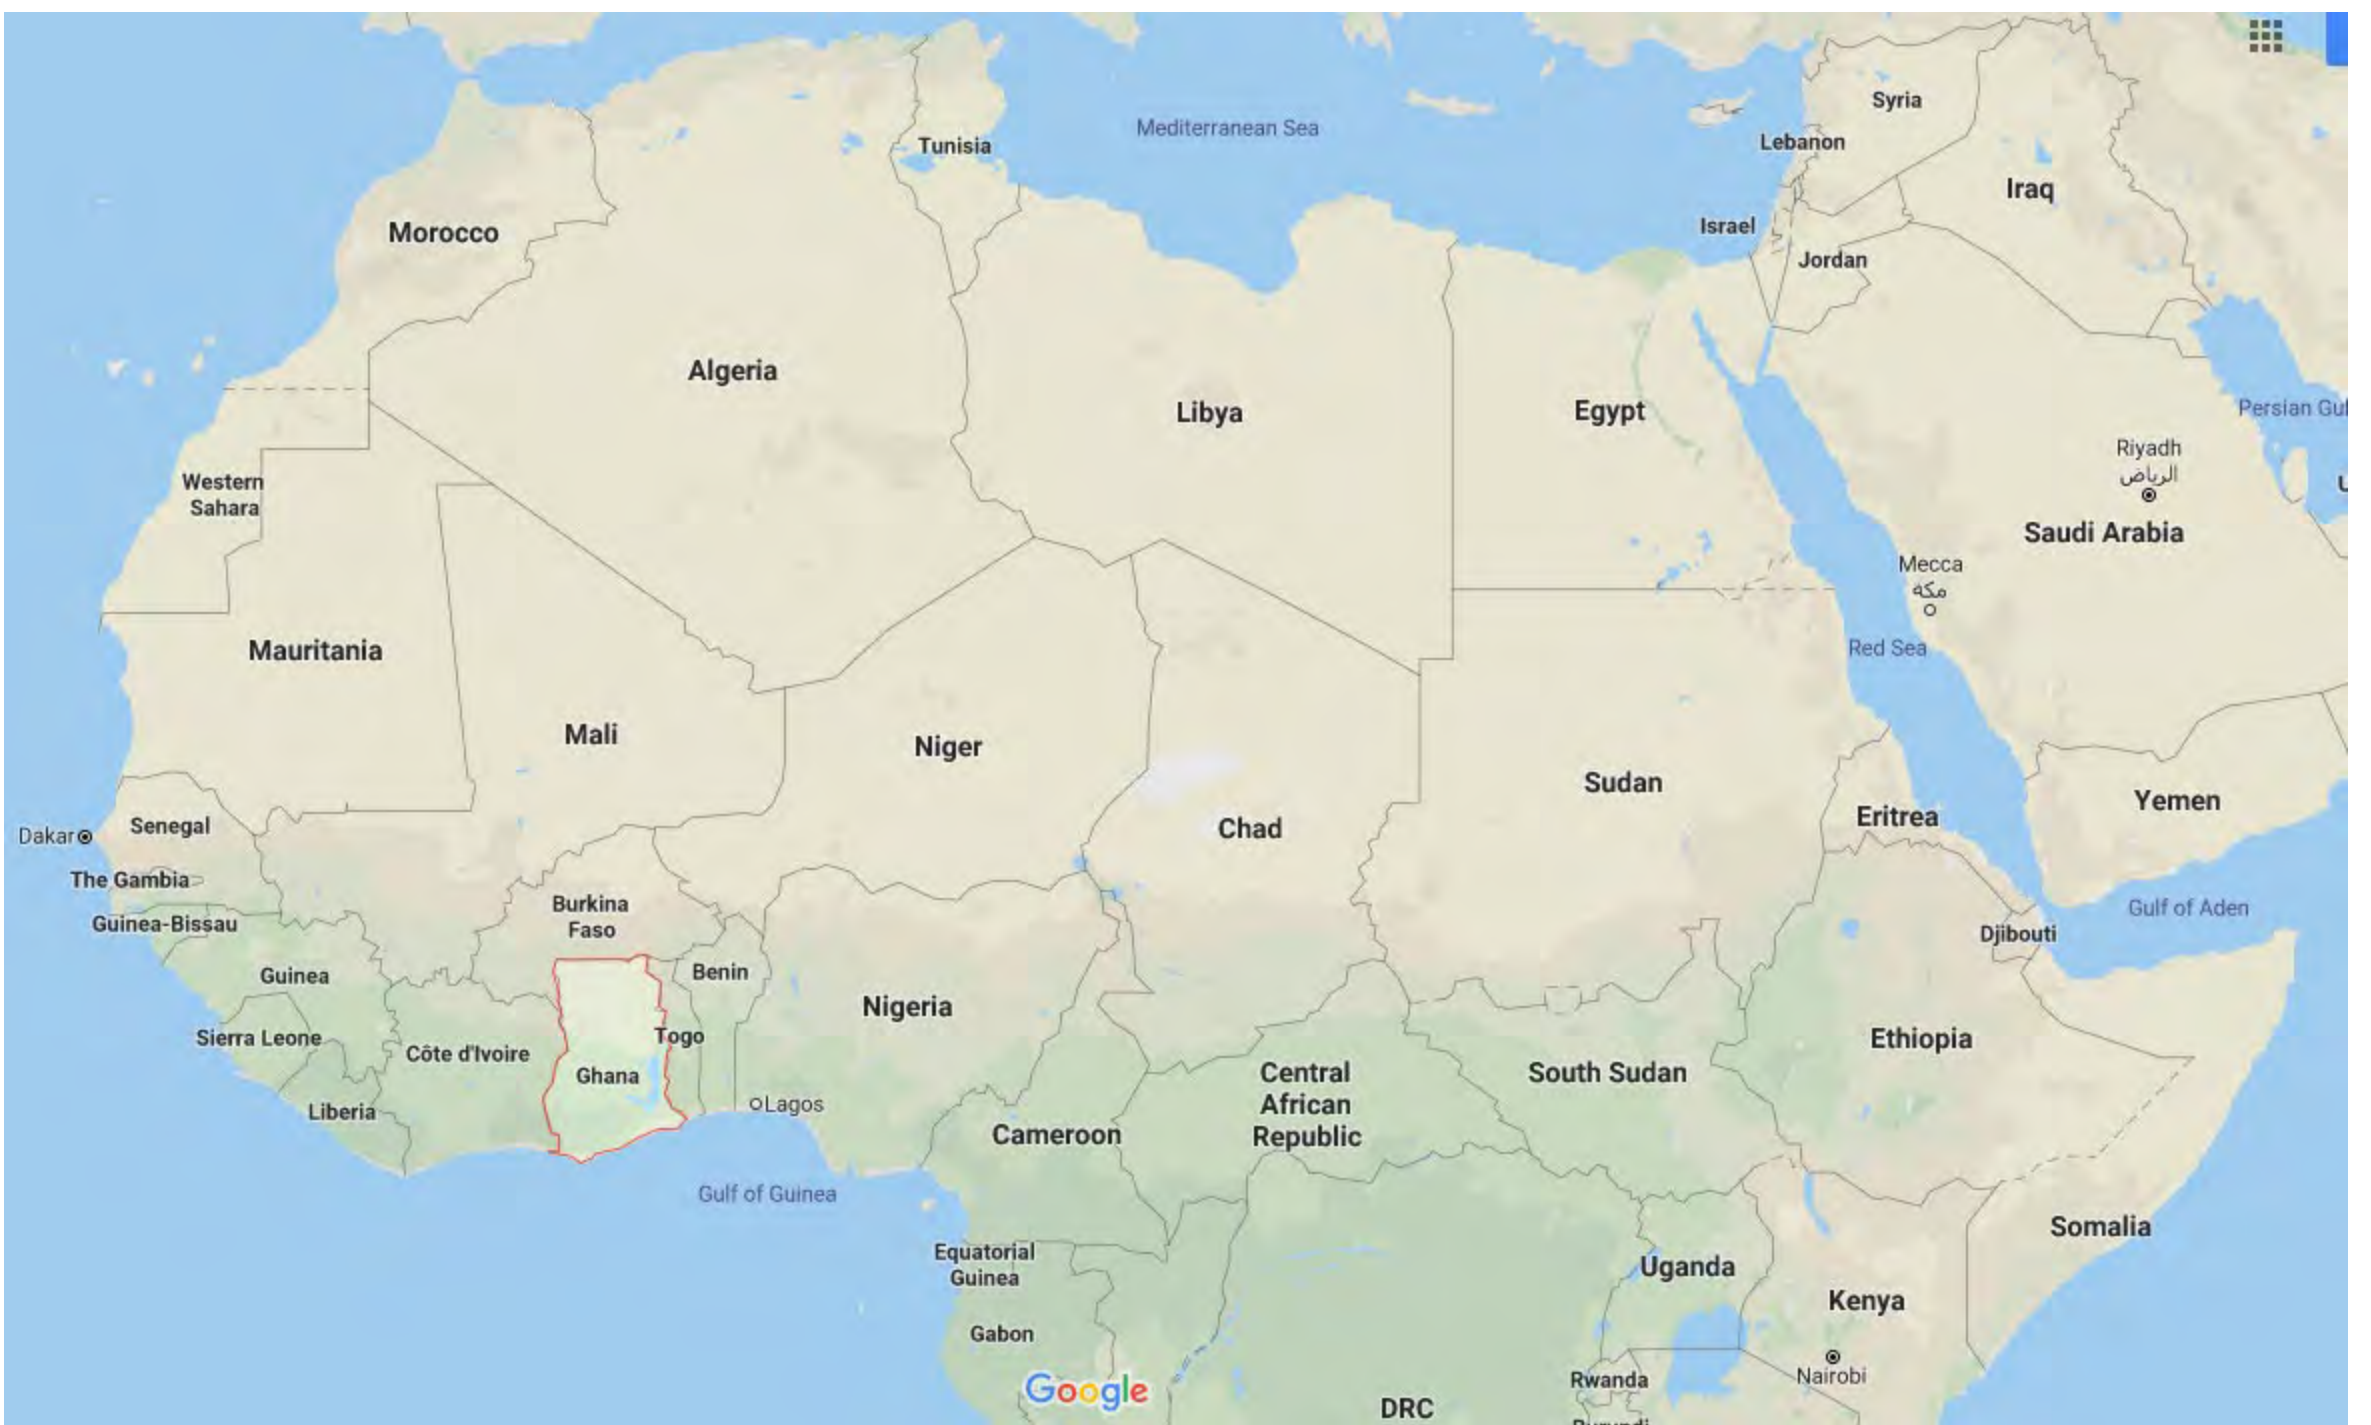 Syria
Mediterranean Sea
Lebanon
Tunisia
Iraq
Israel
Morocco
Jordan
Algeria
Libya
Egypt
Persian Gul
Riyadh
الرياض
Western
Sahara
Saudi Arabia
Mecca
مكة
Mauritania
Red Sea
Mali
Niger
Sudan
Yemen
Eritrea
Senegal
Chad
Dakar
The Gambia
Burkina
Faso
Gulf of Aden
Guinea-Bissau
Djibouti
Guinea
Benin
Nigeria
Sierra Leone
Togo
Ethiopia
Côte d'Ivoire
Ghana
Central
African
Republic
South Sudan
Lagos
Liberia
Cameroon
Gulf of Guinea
Somalia
Equatorial
Guinea
Uganda
Kenya
Gabon
Nairobi
Rwanda
Google
DRC